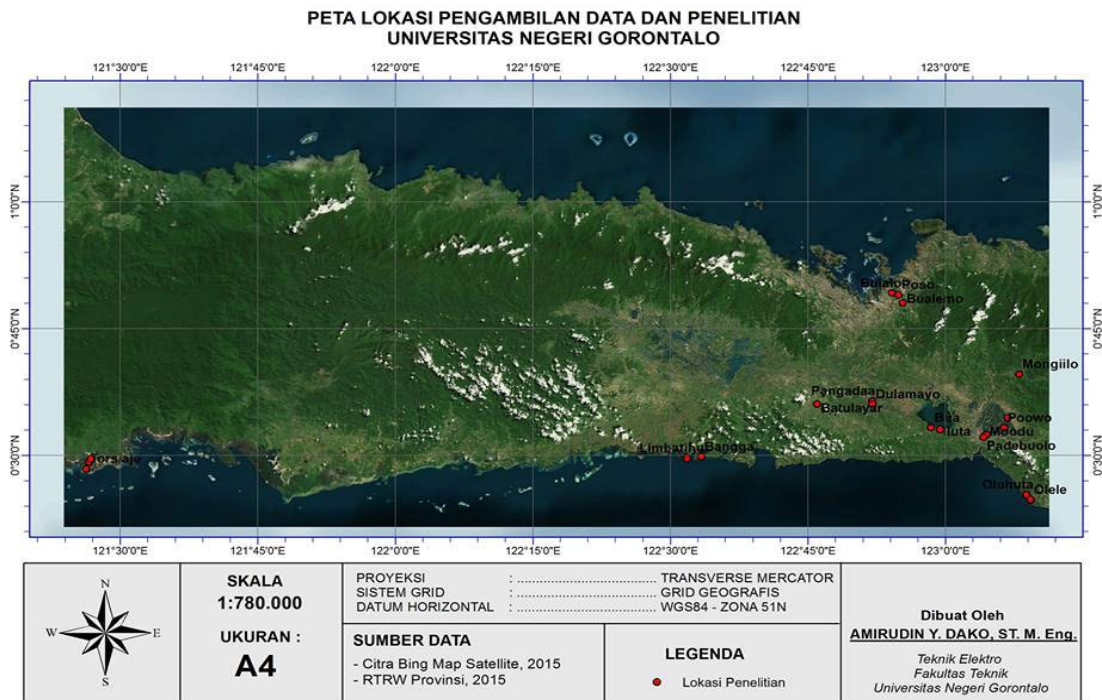 PETA LOKASI PENGAMBILAN DATA DAN PENELITIAN
UNIVERSITAS NEGERI GORONTALO
121°30'0"E 121°45'0"E 122°0'0"E 122°15'0"E 122°30'0"E 122°45'0"E 123°0'0"E
1°0'0"N 1°0'0"N
Bulalo Poso
Bualemo
0°45'0"N 0°45'0"N
Mongiilo
Pangadaa Dulamayo
Batulayar
Poowo
Moodu
Padebuolo
Limbatihu Bangga
0°30'0"N 0°30'0"N
Oluhuta Olele
121°30'0"E 121°45'0"E 122°0'0"E 122°15'0"E 122°30'0"E 122°45'0"E 123°0'0"E
N
W E
S
SKALA
1:780.000
UKURAN :
A4
PROYEKSI : .................................... TRANSVERSE MERCATOR
SISTEM GRID : .................................... GRID GEOGRAFIS
DATUM HORIZONTAL : .................................... WGS84 - ZONA 51N
SUMBER DATA
- Citra Bing Map Satellite, 2015
- RTRW Provinsi, 2015
LEGENDA
Lokasi Penelitian
Dibuat Oleh
AMIRUDIN Y. DAKO, ST. M. Eng.
Teknik Elektro
Fakultas Teknik
Universitas Negeri Gorontalo